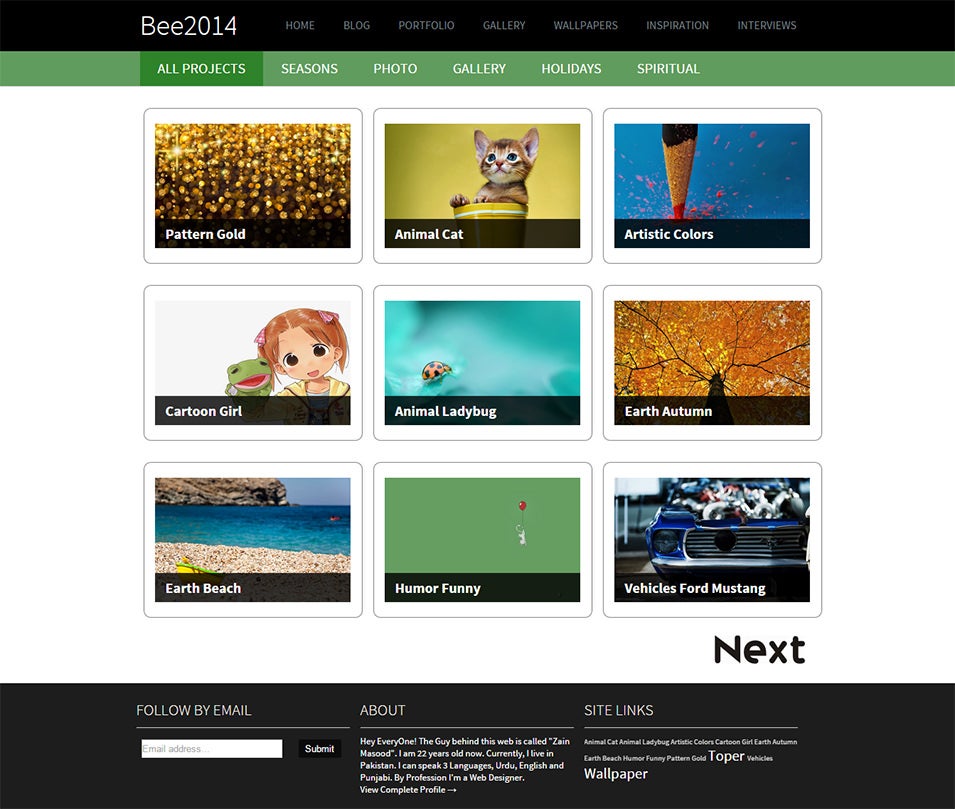 Bee2014
HOME BLOG PORTFOLIO GALLERY WALLPAPERS INSPIRATION INTERVIEWS
ALL PROJECTS SEASONS PHOTO GALLERY HOLIDAYS SPIRITUAL
Pattern Gold
Animal Cat
Artistic Colors
Cartoon Girl
Animal Ladybug
Earth Autumn
Earth Beach
Humor Funny
Vehicles Ford Mustang
Next
FOLLOW BY EMAIL
Email address...
Submit
ABOUT
Hey EveryOne! The Guy behind this web is called "Zain
Masood". I am 22 years old now. Currently, I live in
Pakistan. I can speak 3 Languages, Urdu, English and
Punjabi. By Profession I'm a Web Designer.
View Complete Profile →
SITE LINKS
Animal Cat Animal Ladybug Artistic Colors Cartoon Girl Earth Autumn
Earth Beach Humor Funny Pattern Gold Toper Vehicles
Wallpaper